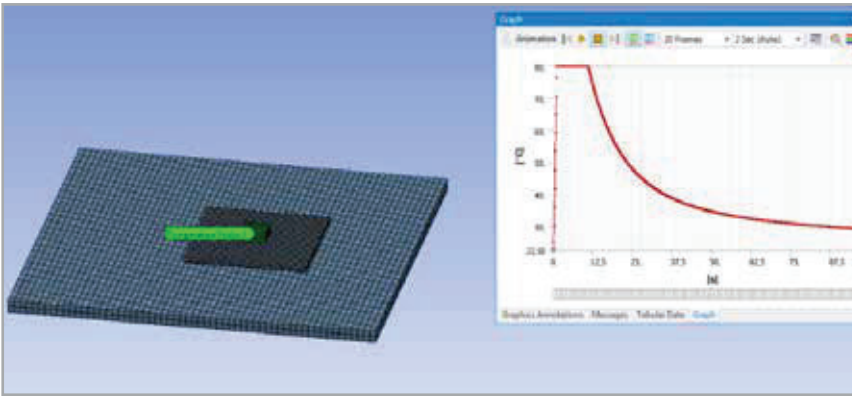 Graph
Animation 20 Frames 2 Sec (Auto)
80,
70,
60,
50,
40,
30,
22,00
[°C]
0, 12,5 25, 37,5 50, 62,5 75, 87,5
[s]
Graphics Annotations Messages Tabular Data Graph